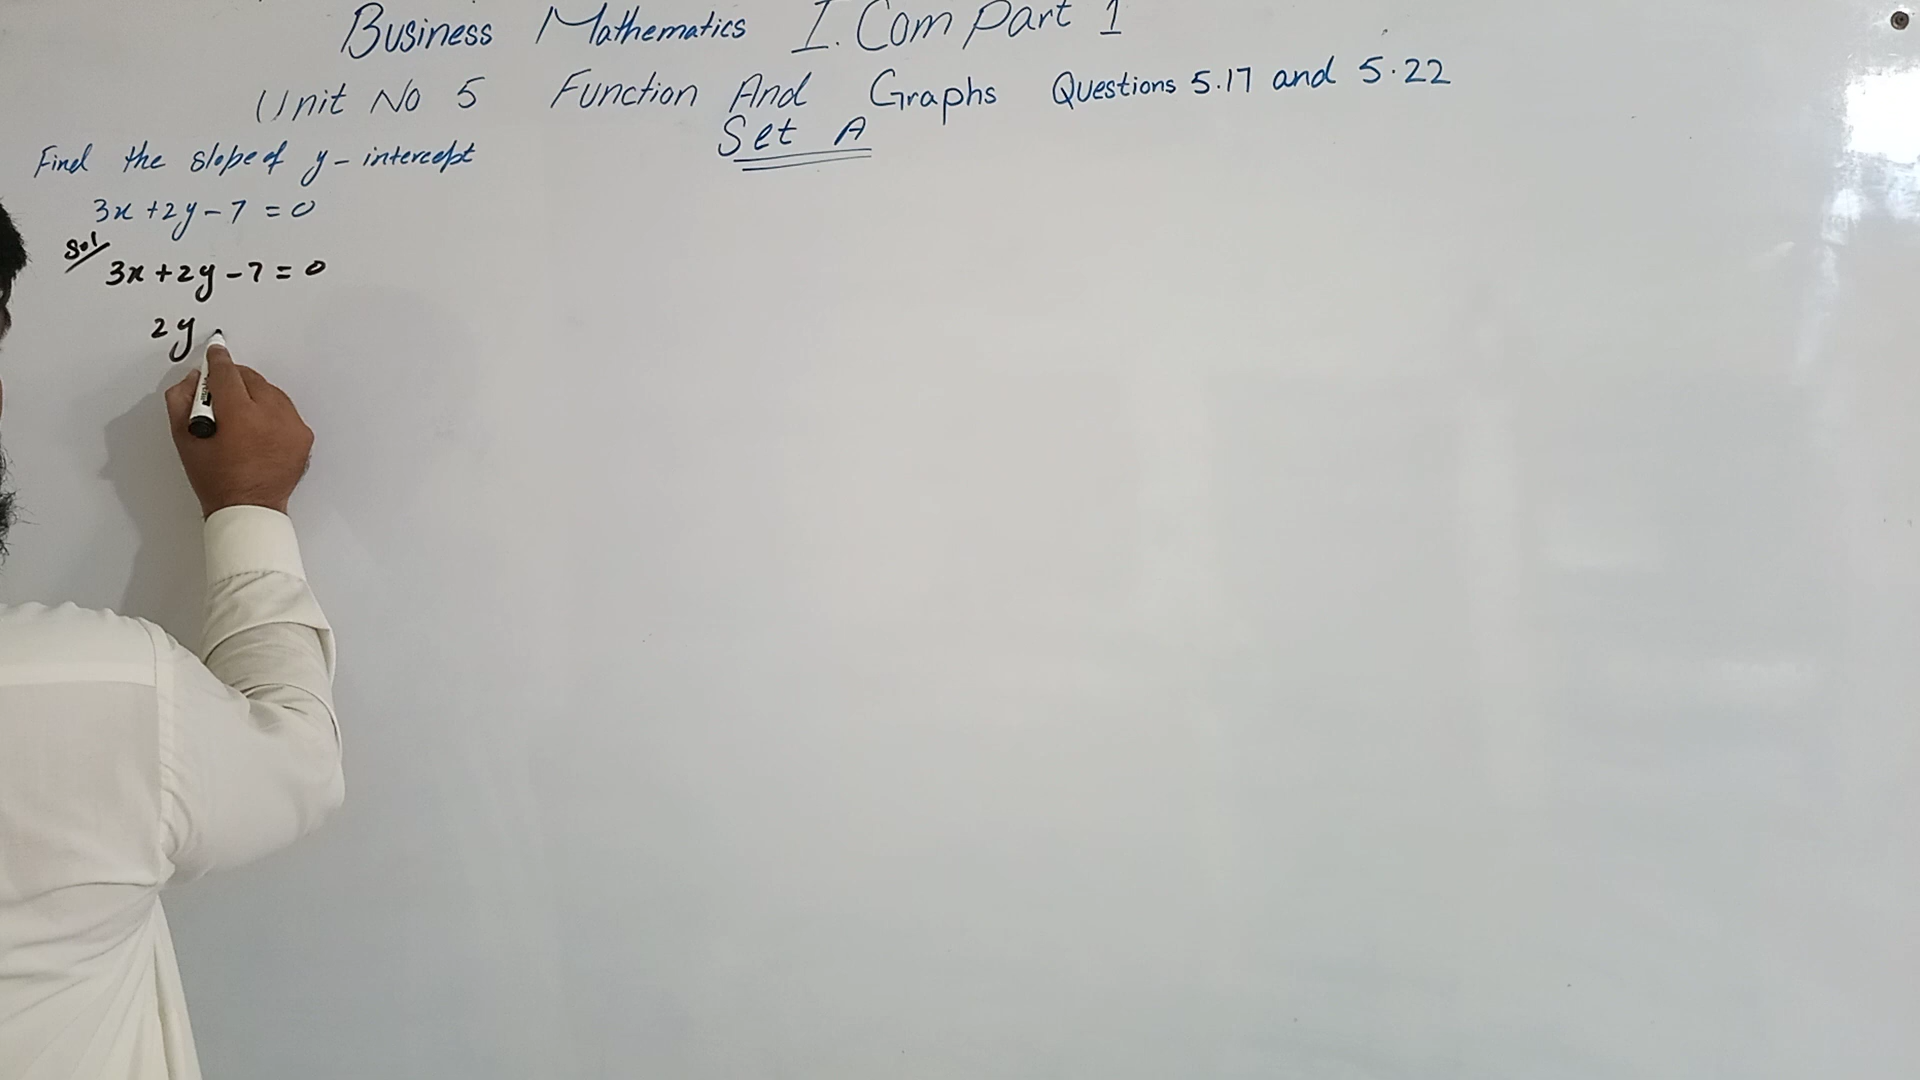 Business Mathematics I. Com Part 1
Unit No 5 Function And Graphs Questions 5.17 and 5.22
Set A
Find the slope of y - intercept
3x + 2y - 7 = 0
Sol
3x + 2y - 7 = 0
2y